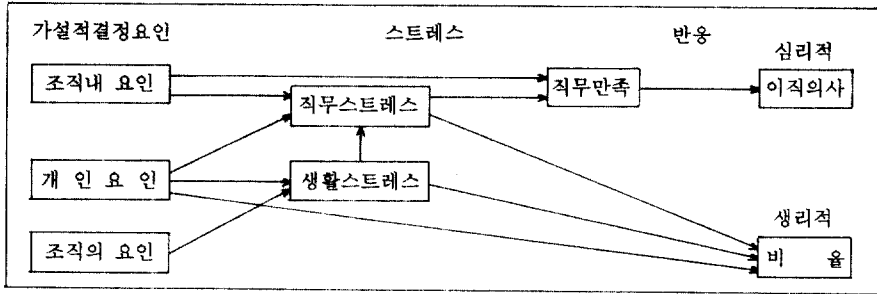 가설적결정요인 스트레스 반응
심리적
조직내 요인 직무스트레스 직무만족 이직의사
개 인 요 인 생활스트레스
생리적
조직의 요인 비 율